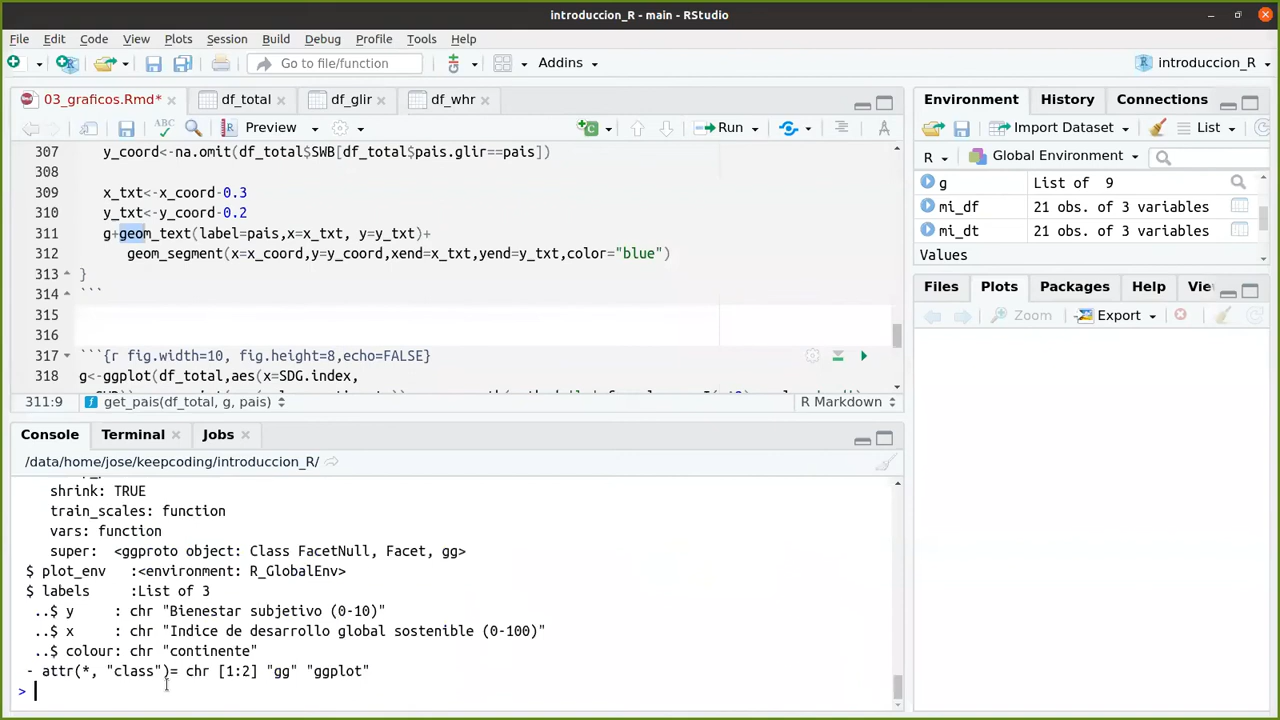 introduccion_R - main - RStudio
File Edit Code View Plots Session Build Debug Profile Tools Help
Go to file/function Addins introduccion_R
03_graficos.Rmd* df_total df_glir df_whr
ABC Preview Run
307 y_coord<-na.omit(df_total$SWB[df_total$pais.glir==pais])
308
309 x_txt<-x_coord-0.3
310 y_txt<-y_coord-0.2
311 g+geom_text(label=pais,x=x_txt, y=y_txt)+
312 geom_segment(x=x_coord,y=y_coord,xend=x_txt,yend=y_txt,color="blue")
313 }
314 ```
315
316
317 ```{r fig.width=10, fig.height=8,echo=FALSE}
318 g<-ggplot(df_total,aes(x=SDG.index,
311:9 get_pais(df_total, g, pais) R Markdown
Console Terminal Jobs
/data/home/jose/keepcoding/introduccion_R/
shrink: TRUE
train_scales: function
vars: function
super: <ggproto object: Class FacetNull, Facet, gg>
$ plot_env :<environment: R_GlobalEnv>
$ labels :List of 3
..$ y : chr "Bienestar subjetivo (0-10)"
..$ x : chr "Indice de desarrollo global sostenible (0-100)"
..$ colour: chr "continente"
- attr(*, "class")= chr [1:2] "gg" "ggplot"
>
Environment History Connections
Import Dataset List
R Global Environment
g List of 9
mi_df 21 obs. of 3 variables
mi_dt 21 obs. of 3 variables
Values
Files Plots Packages Help Vie
Zoom Export